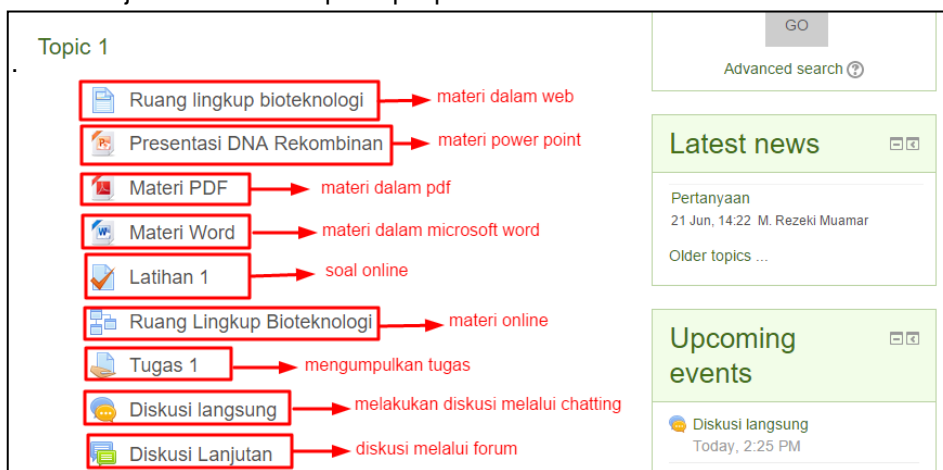 Topic 1
.
Ruang lingkup bioteknologi materi dalam web
Presentasi DNA Rekombinan materi power point
Materi PDF materi dalam pdf
Materi Word materi dalam microsoft word
Latihan 1 soal online
Ruang Lingkup Bioteknologi materi online
Tugas 1 mengumpulkan tugas
Diskusi langsung melakukan diskusi melalui chatting
Diskusi Lanjutan diskusi melalui forum
GO
Advanced search
Latest news
Pertanyaan
21 Jun, 14:22 M. Rezeki Muamar
Older topics ...
Upcoming
events
Diskusi langsung
Today, 2:25 PM